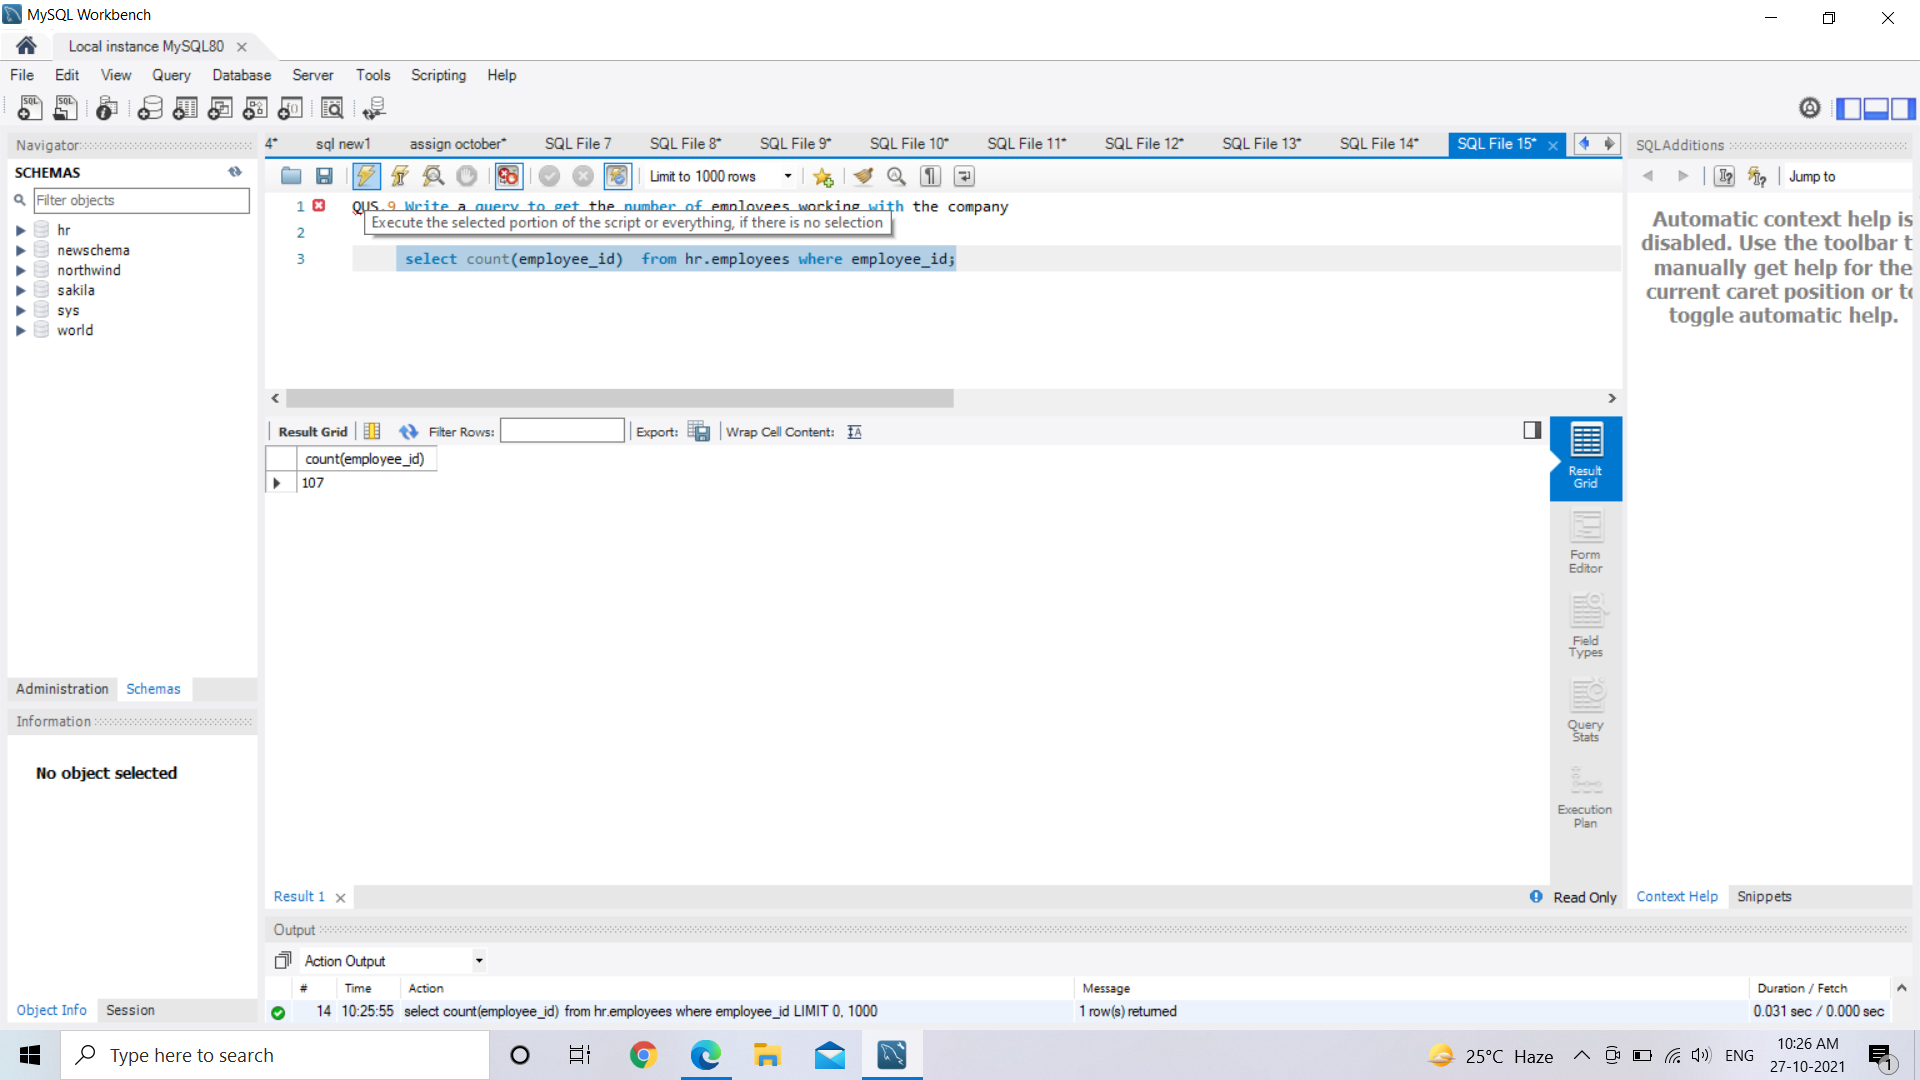 MySQL Workbench
Local instance MySQL80
File Edit View Query Database Server Tools Scripting Help
Navigator
SCHEMAS
Filter objects
hr
newschema
northwind
sakila
sys
world
Administration Schemas
Information
No object selected
Object Info Session
4* sql new1 assign october* SQL File 7 SQL File 8* SQL File 9* SQL File 10* SQL File 11* SQL File 12* SQL File 13* SQL File 14* SQL File 15*
Limit to 1000 rows
1 QUS.9 Write a query to get the number of employees working with the company
Execute the selected portion of the script or everything, if there is no selection
2
3 select count(employee_id) from hr.employees where employee_id;
Result Grid Filter Rows: Export: Wrap Cell Content:
count(employee_id)
107
Result Grid
Form Editor
Field Types
Query Stats
Execution Plan
Result 1
Read Only
SQLAdditions
Jump to
Automatic context help is
disabled. Use the toolbar t
manually get help for the
current caret position or to
toggle automatic help.
Context Help Snippets
Output
Action Output
# Time Action Message Duration / Fetch
14 10:25:55 select count(employee_id) from hr.employees where employee_id LIMIT 0, 1000 1 row(s) returned 0.031 sec / 0.000 sec
Type here to search
25°C Haze
ENG
10:26 AM
27-10-2021
1